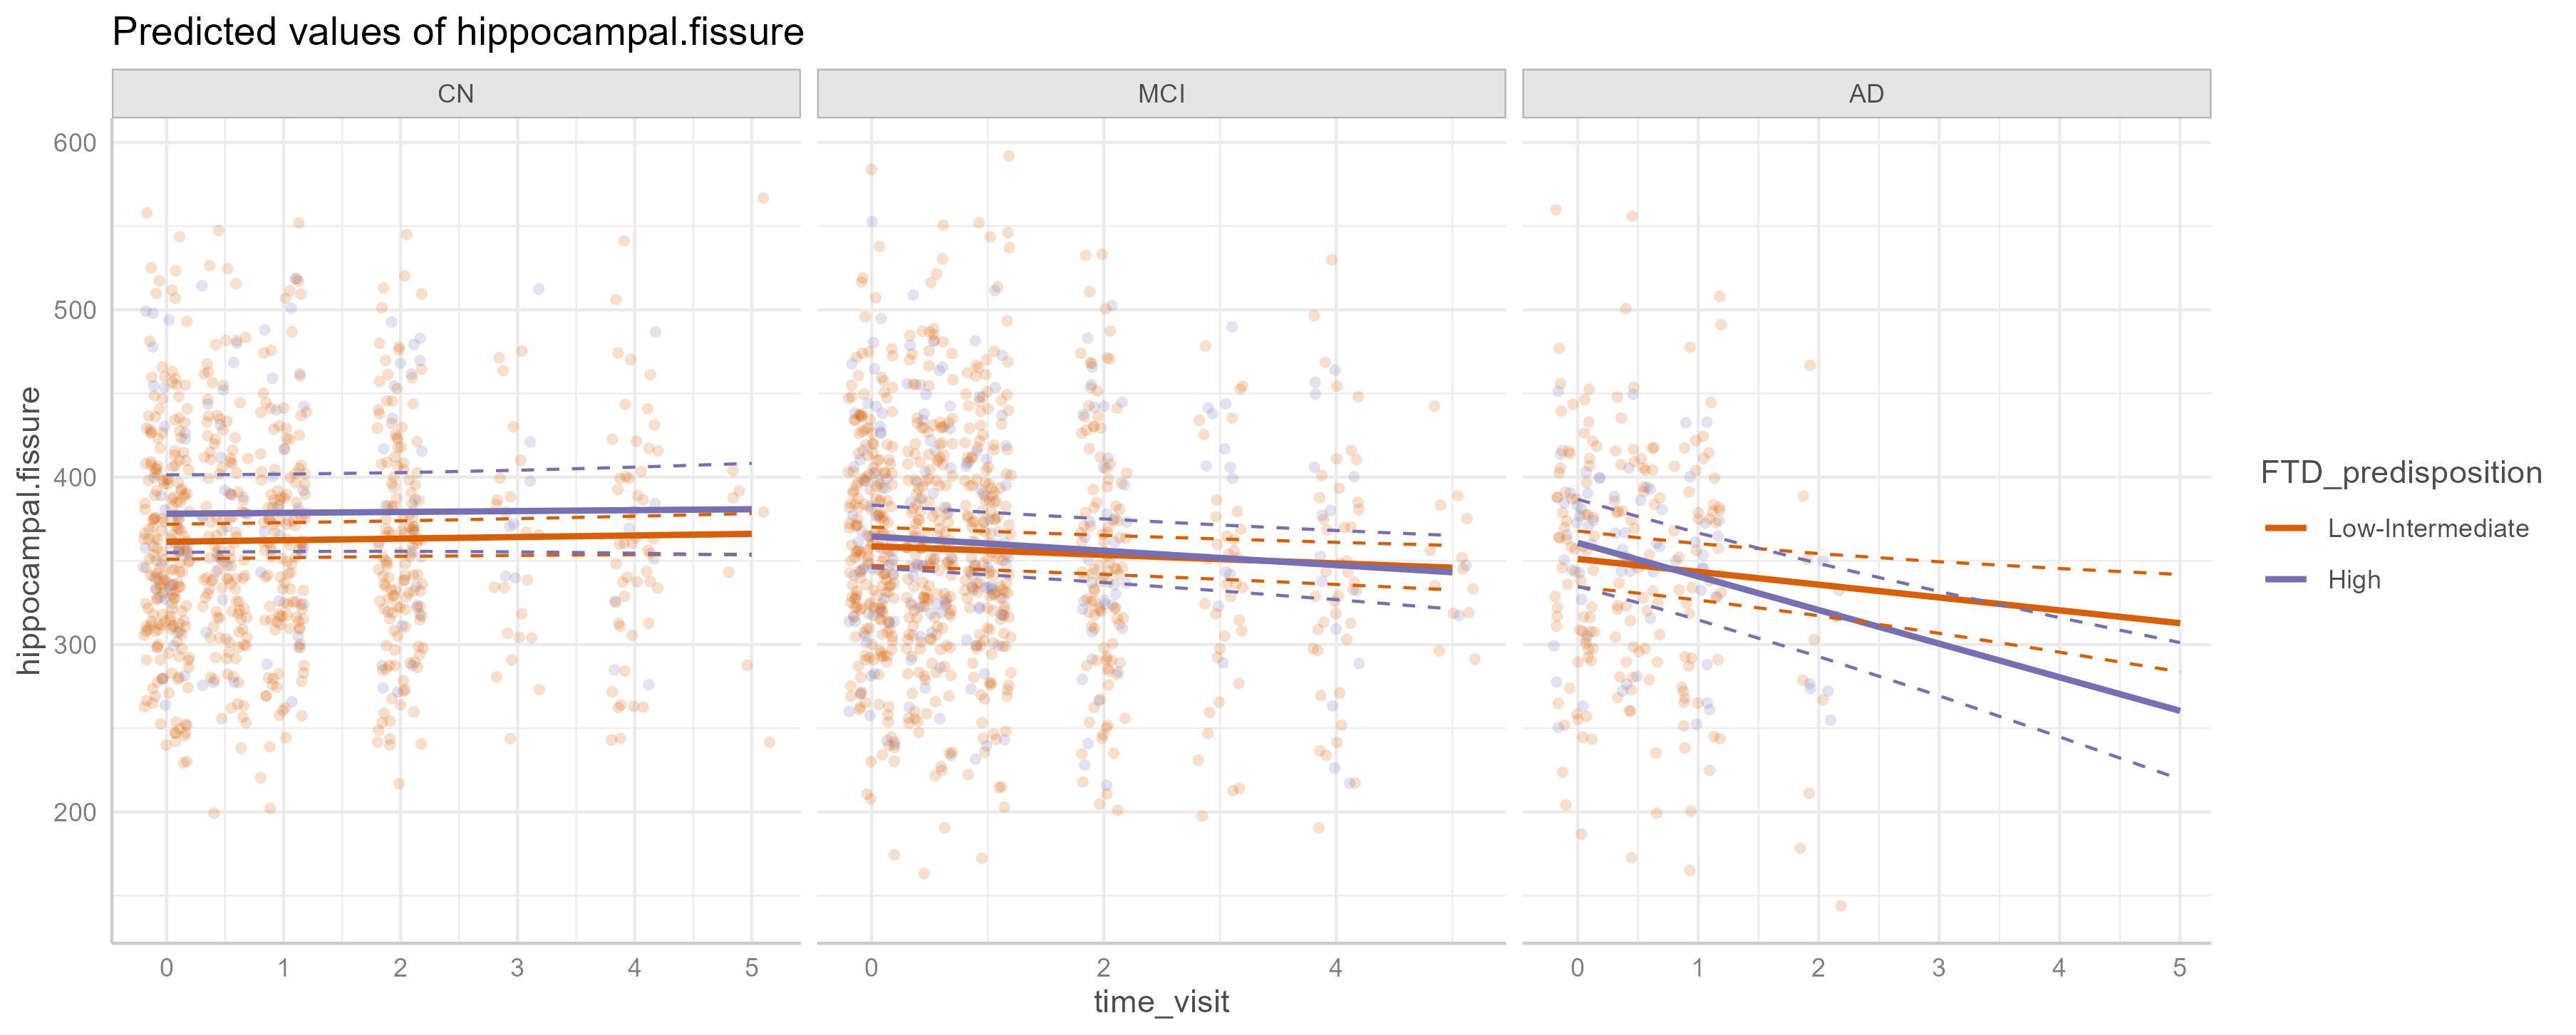 Predicted values of hippocampal.fissure
CN
MCI
AD
600
500
400
300
200
hippocampal.fissure
0 1 2 3 4 5
0 2 4
0 1 2 3 4 5
time_visit
FTD_predisposition
Low-Intermediate
High